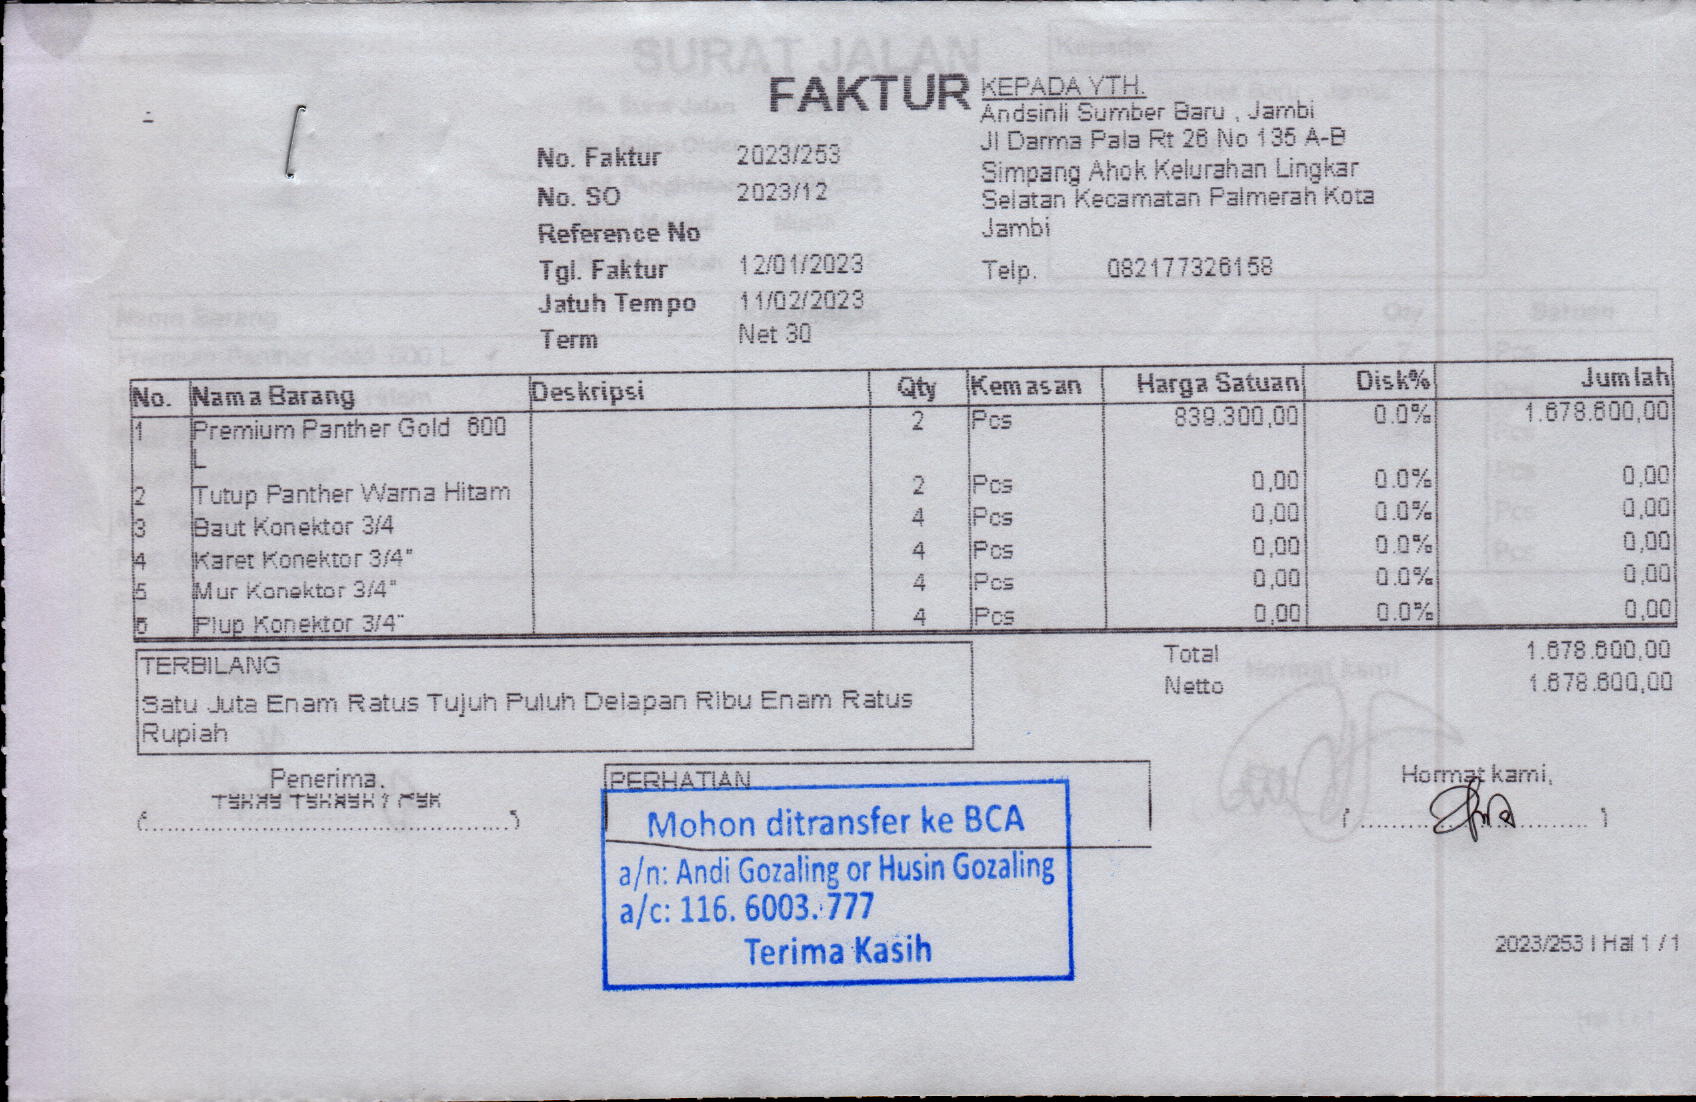 FAKTUR
KEPADA YTH.
Andsinli Sumber Baru , Jambi
Jl Darma Pala Rt 26 No 135 A-B
Simpang Ahok Kelurahan Lingkar
Selatan Kecamatan Palmerah Kota
Jambi
Telp. 082177326158
No. Faktur 2023/253
No. SO 2023/12
Reference No
Tgl. Faktur 12/01/2023
Jatuh Tempo 11/02/2023
Term Net 30
No. Nama Barang Deskripsi Qty Kemasan Harga Satuan Disk% Jumlah
1 Premium Panther Gold 600 2 Pcs 839.300,00 0.0% 1.678.600,00
L
2 Tutup Panther Warna Hitam 2 Pcs 0,00 0.0% 0,00
3 Baut Konektor 3/4 4 Pcs 0,00 0.0% 0,00
4 Karet Konektor 3/4" 4 Pcs 0,00 0.0% 0,00
5 Mur Konektor 3/4" 4 Pcs 0,00 0.0% 0,00
6 Plup Konektor 3/4" 4 Pcs 0,00 0.0% 0,00
Total 1.678.600,00
Netto 1.678.600,00
TERBILANG
Satu Juta Enam Ratus Tujuh Puluh Delapan Ribu Enam Ratus
Rupiah
Penerima,
PERHATIAN
Mohon ditransfer ke BCA
a/n: Andi Gozaling or Husin Gozaling
a/c: 116. 6003. 777
Terima Kasih
Hormat kami,
2023/253 | Hal 1 / 1